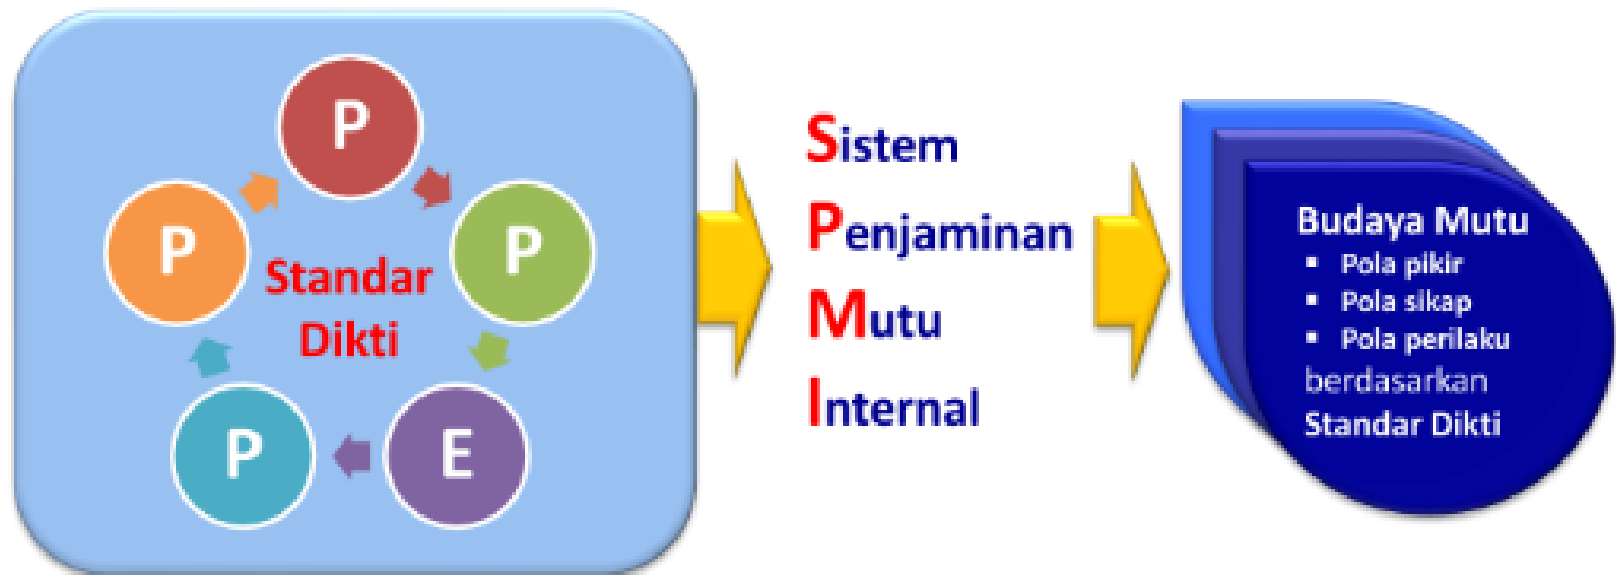 P
P
P
Standar
Dikti
P
E
Sistem
Penjaminan
Mutu
Internal
Budaya Mutu
▪ Pola pikir
▪ Pola sikap
▪ Pola perilaku
berdasarkan
Standar Dikti